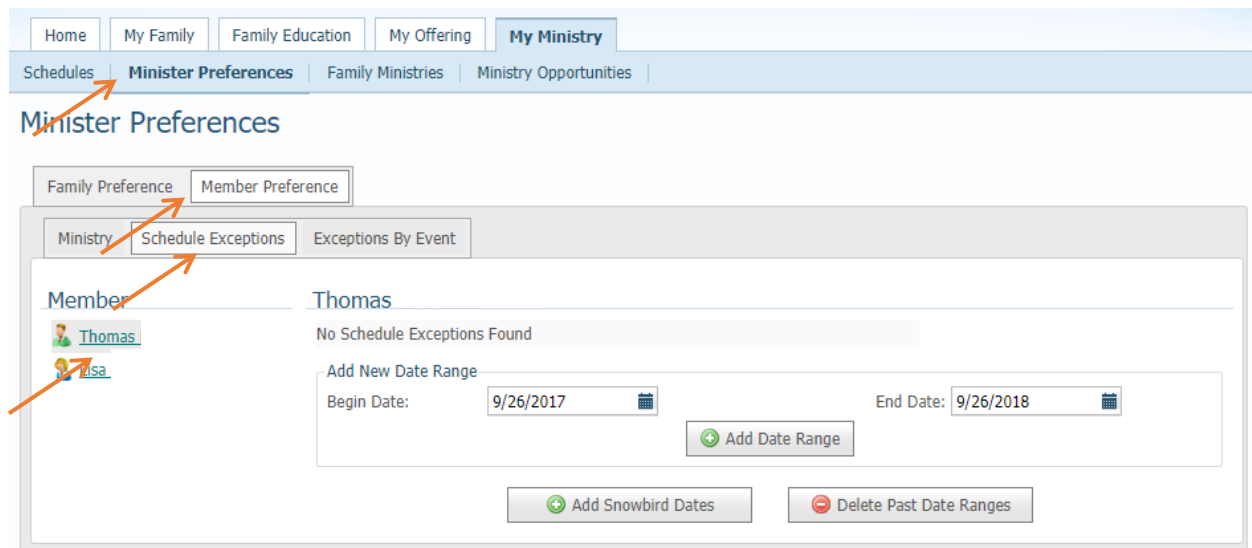 Home My Family Family Education My Offering My Ministry
Schedules Minister Preferences Family Ministries Ministry Opportunities
Minister Preferences
Family Preference Member Preference
Ministry Schedule Exceptions Exceptions By Event
Member Thomas
Thomas No Schedule Exceptions Found
Lisa
Add New Date Range
Begin Date: 9/26/2017 End Date: 9/26/2018
Add Date Range
Add Snowbird Dates Delete Past Date Ranges